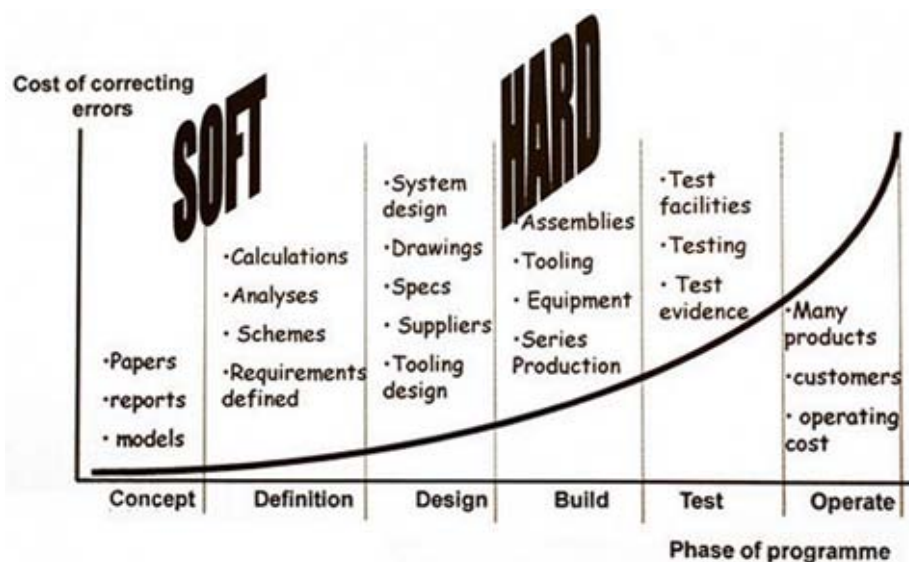 Cost of correcting
errors
SOFT
HARD
•Papers
•reports
• models
•Calculations
•Analyses
• Schemes
•Requirements
defined
•System
design
•Drawings
•Specs
• Suppliers
•Tooling
design
•Assemblies
•Tooling
• Equipment
•Series
Production
•Test
facilities
•Testing
• Test
evidence
•Many
products
•customers
• operating
cost
Concept
Definition
Design
Build
Test
Operate
Phase of programme